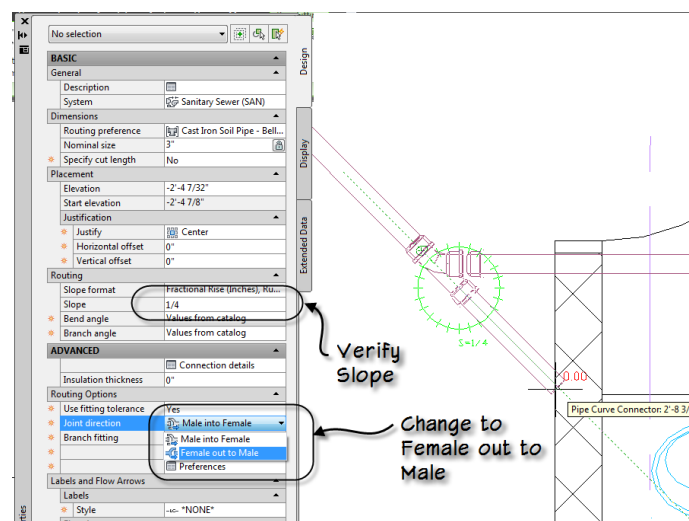 No selection
BASIC
General
Description
System Sanitary Sewer (SAN)
Dimensions
Routing preference Cast Iron Soil Pipe - Bell...
Nominal size 3"
Specify cut length No
Placement
Elevation -2'-4 7/32"
Start elevation -2'-4 7/8"
Justification
Justify Center
Horizontal offset 0"
Vertical offset 0"
Routing
Slope format Fractional Rise (Inches), Ru...
Slope 1/4
Bend angle Values from catalog
Branch angle Values from catalog
ADVANCED
Connection details
Insulation thickness 0"
Routing Options
Use fitting tolerance Yes
Joint direction Male into Female
Branch fitting Male into Female
Female out to Male
Preferences
Labels and Flow Arrows
Labels
Style *NONE*
Design
Display
Extended Data
S=1/4
0.00
Pipe Curve Connector: 2'-8 3/
Verify
Slope
Change to
Female out to
Male